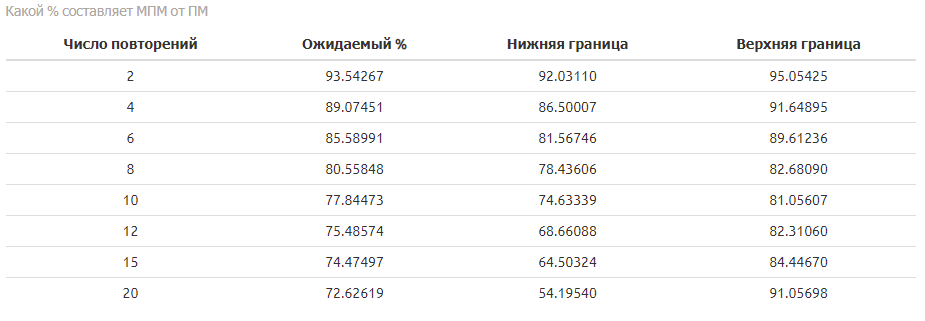 Какой % составляет МПМ от ПМ
Число повторений Ожидаемый % Нижняя граница Верхняя граница
2 93.54267 92.03110 95.05425
4 89.07451 86.50007 91.64895
6 85.58991 81.56746 89.61236
8 80.55848 78.43606 82.68090
10 77.84473 74.63339 81.05607
12 75.48574 68.66088 82.31060
15 74.47497 64.50324 84.44670
20 72.62619 54.19540 91.05698